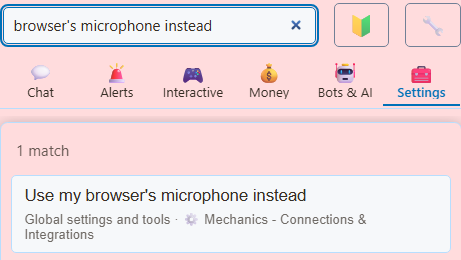 browser's microphone instead ×
Chat Alerts Interactive Money Bots & AI Settings
1 match
Use my browser's microphone instead
Global settings and tools · Mechanics - Connections &
Integrations